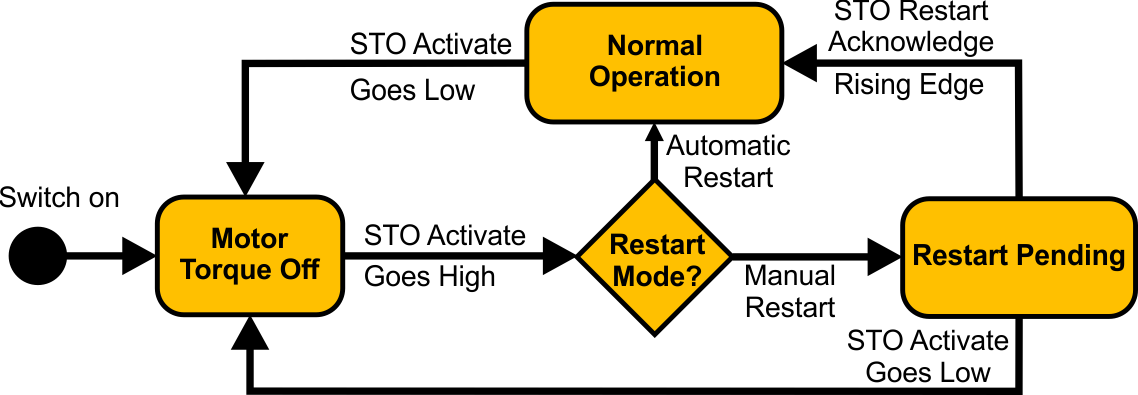 STO Activate
Goes Low
Normal
Operation
STO Restart
Acknowledge
Rising Edge
Automatic
Restart
Switch on
Motor
Torque Off
STO Activate
Goes High
Restart
Mode?
Manual
Restart
Restart Pending
STO Activate
Goes Low